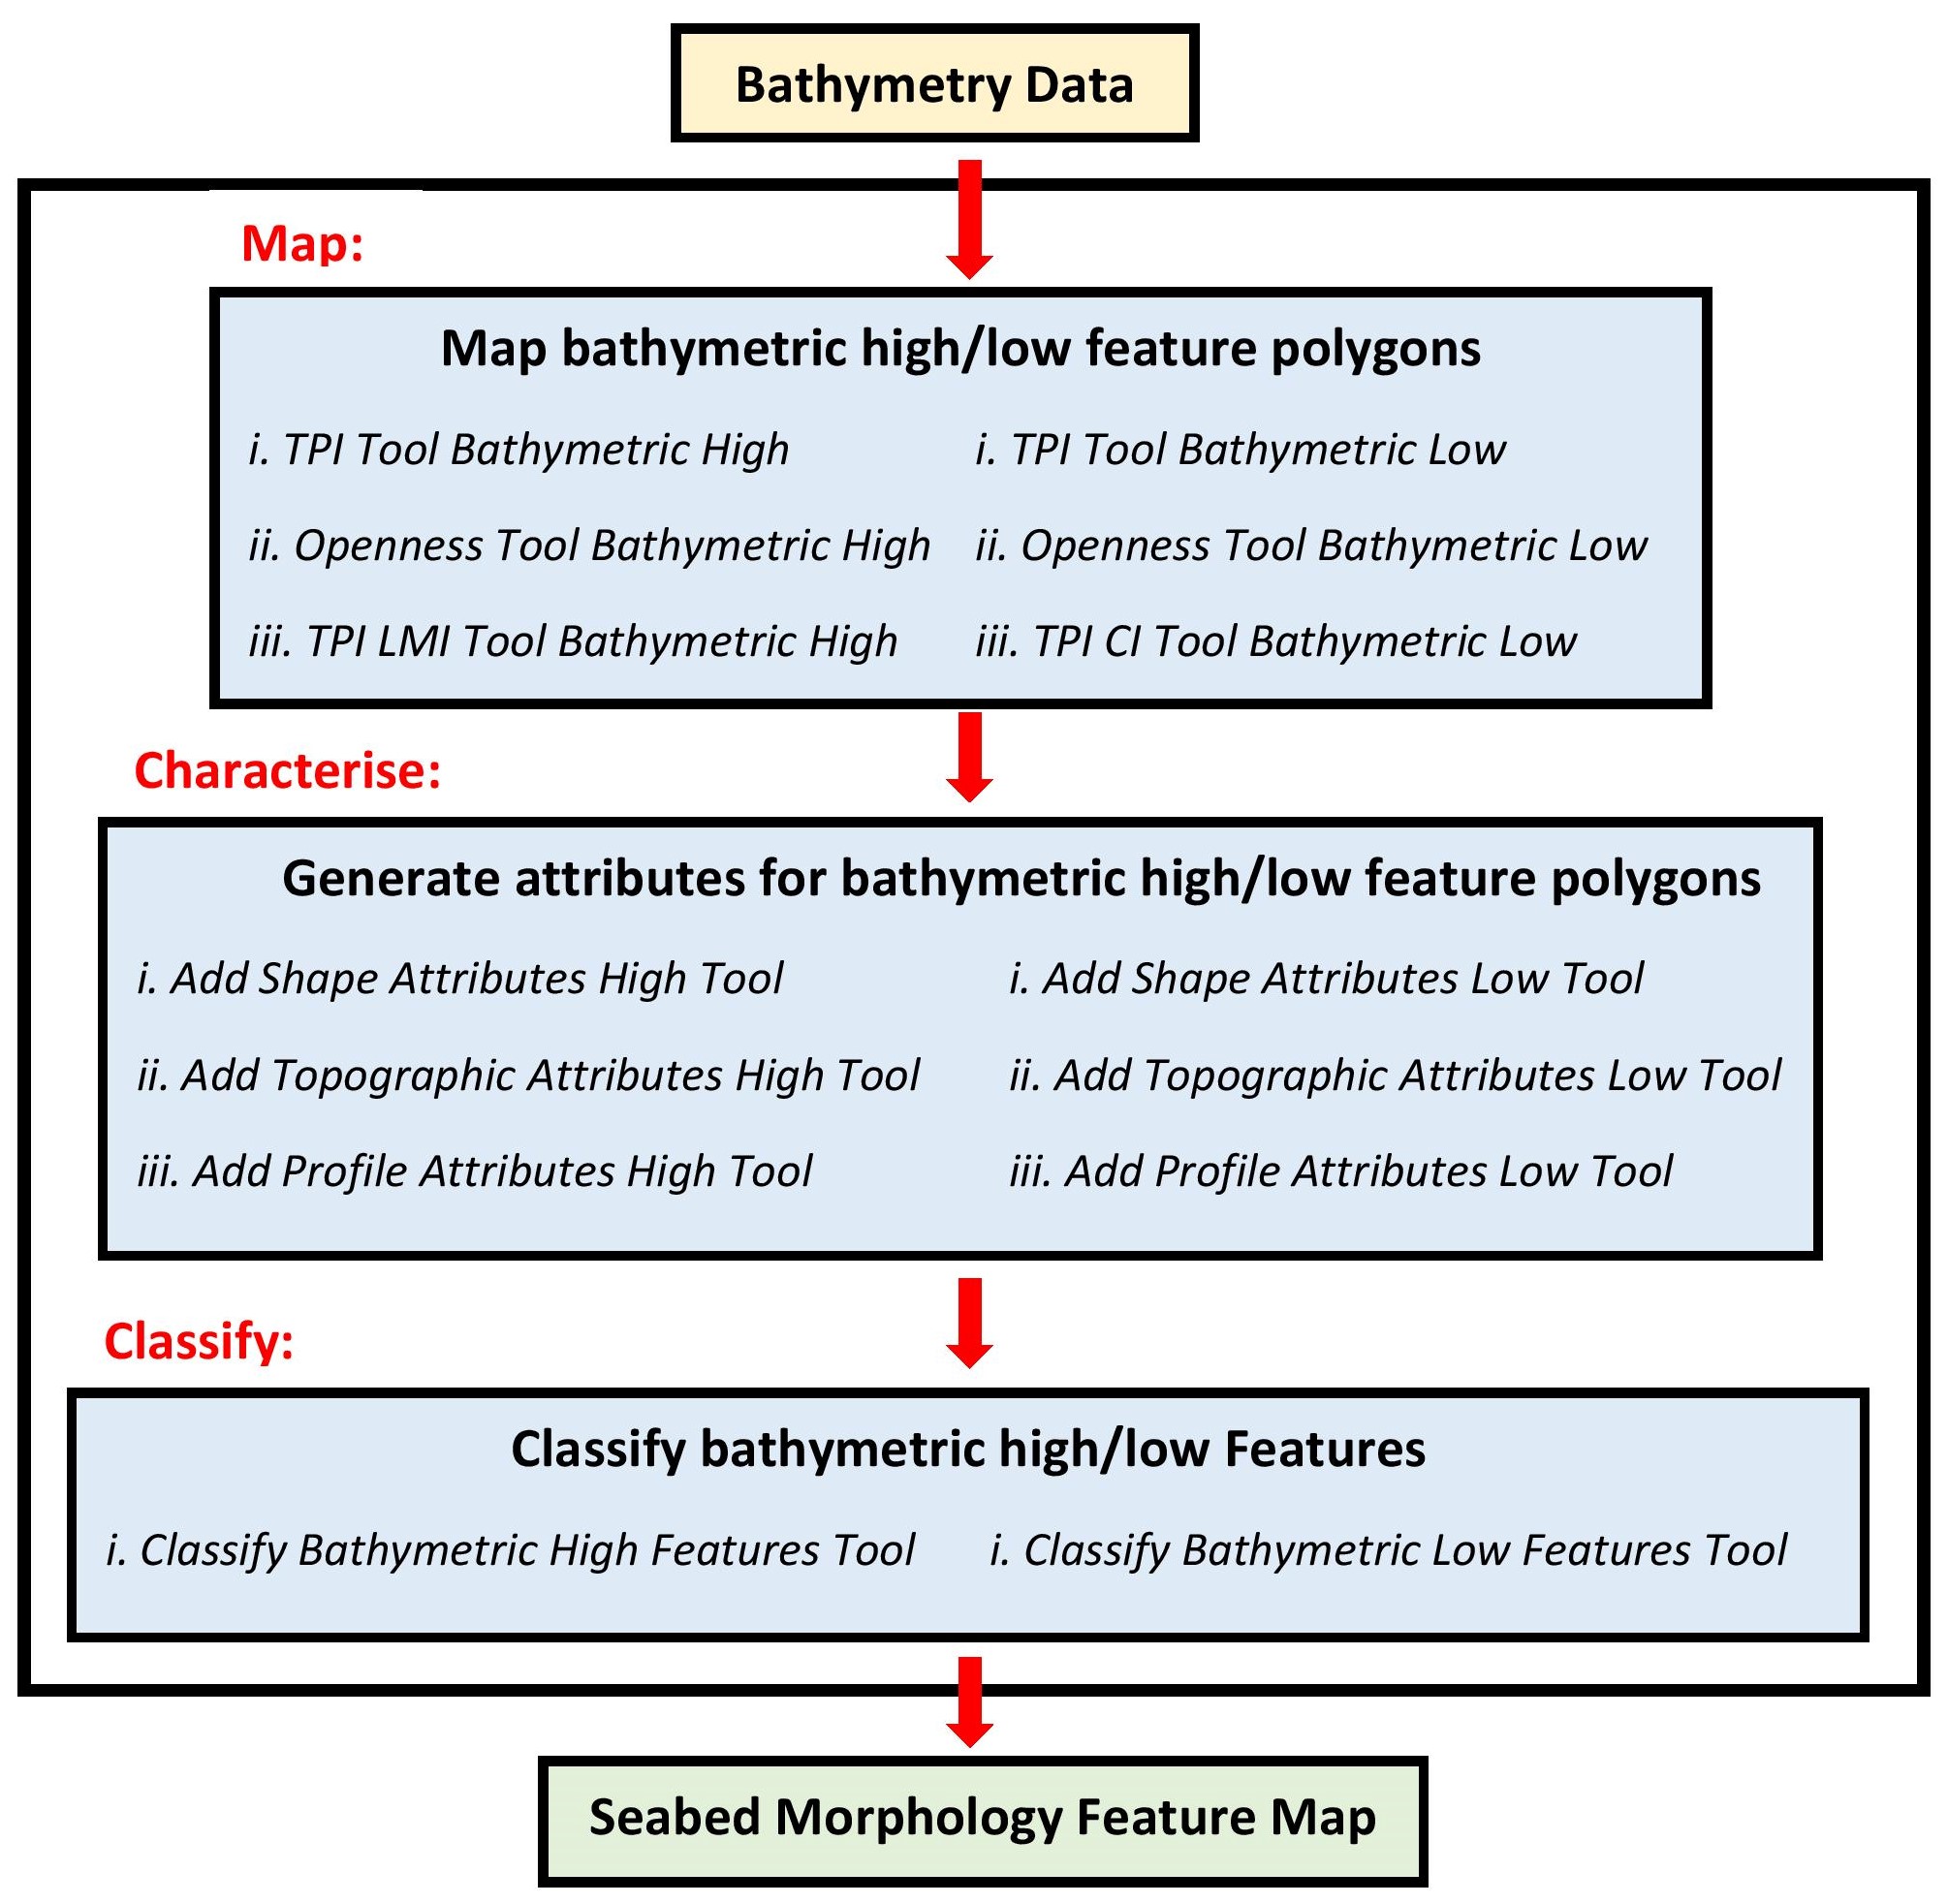 Bathymetry Data
Map:
Map bathymetric high/low feature polygons
i. TPI Tool Bathymetric High
i. TPI Tool Bathymetric Low
ii. Openness Tool Bathymetric High
ii. Openness Tool Bathymetric Low
iii. TPI LMI Tool Bathymetric High
iii. TPI CI Tool Bathymetric Low
Characterise:
Generate attributes for bathymetric high/low feature polygons
i. Add Shape Attributes High Tool
i. Add Shape Attributes Low Tool
ii. Add Topographic Attributes High Tool
ii. Add Topographic Attributes Low Tool
iii. Add Profile Attributes High Tool
iii. Add Profile Attributes Low Tool
Classify:
Classify bathymetric high/low Features
i. Classify Bathymetric High Features Tool
i. Classify Bathymetric Low Features Tool
Seabed Morphology Feature Map